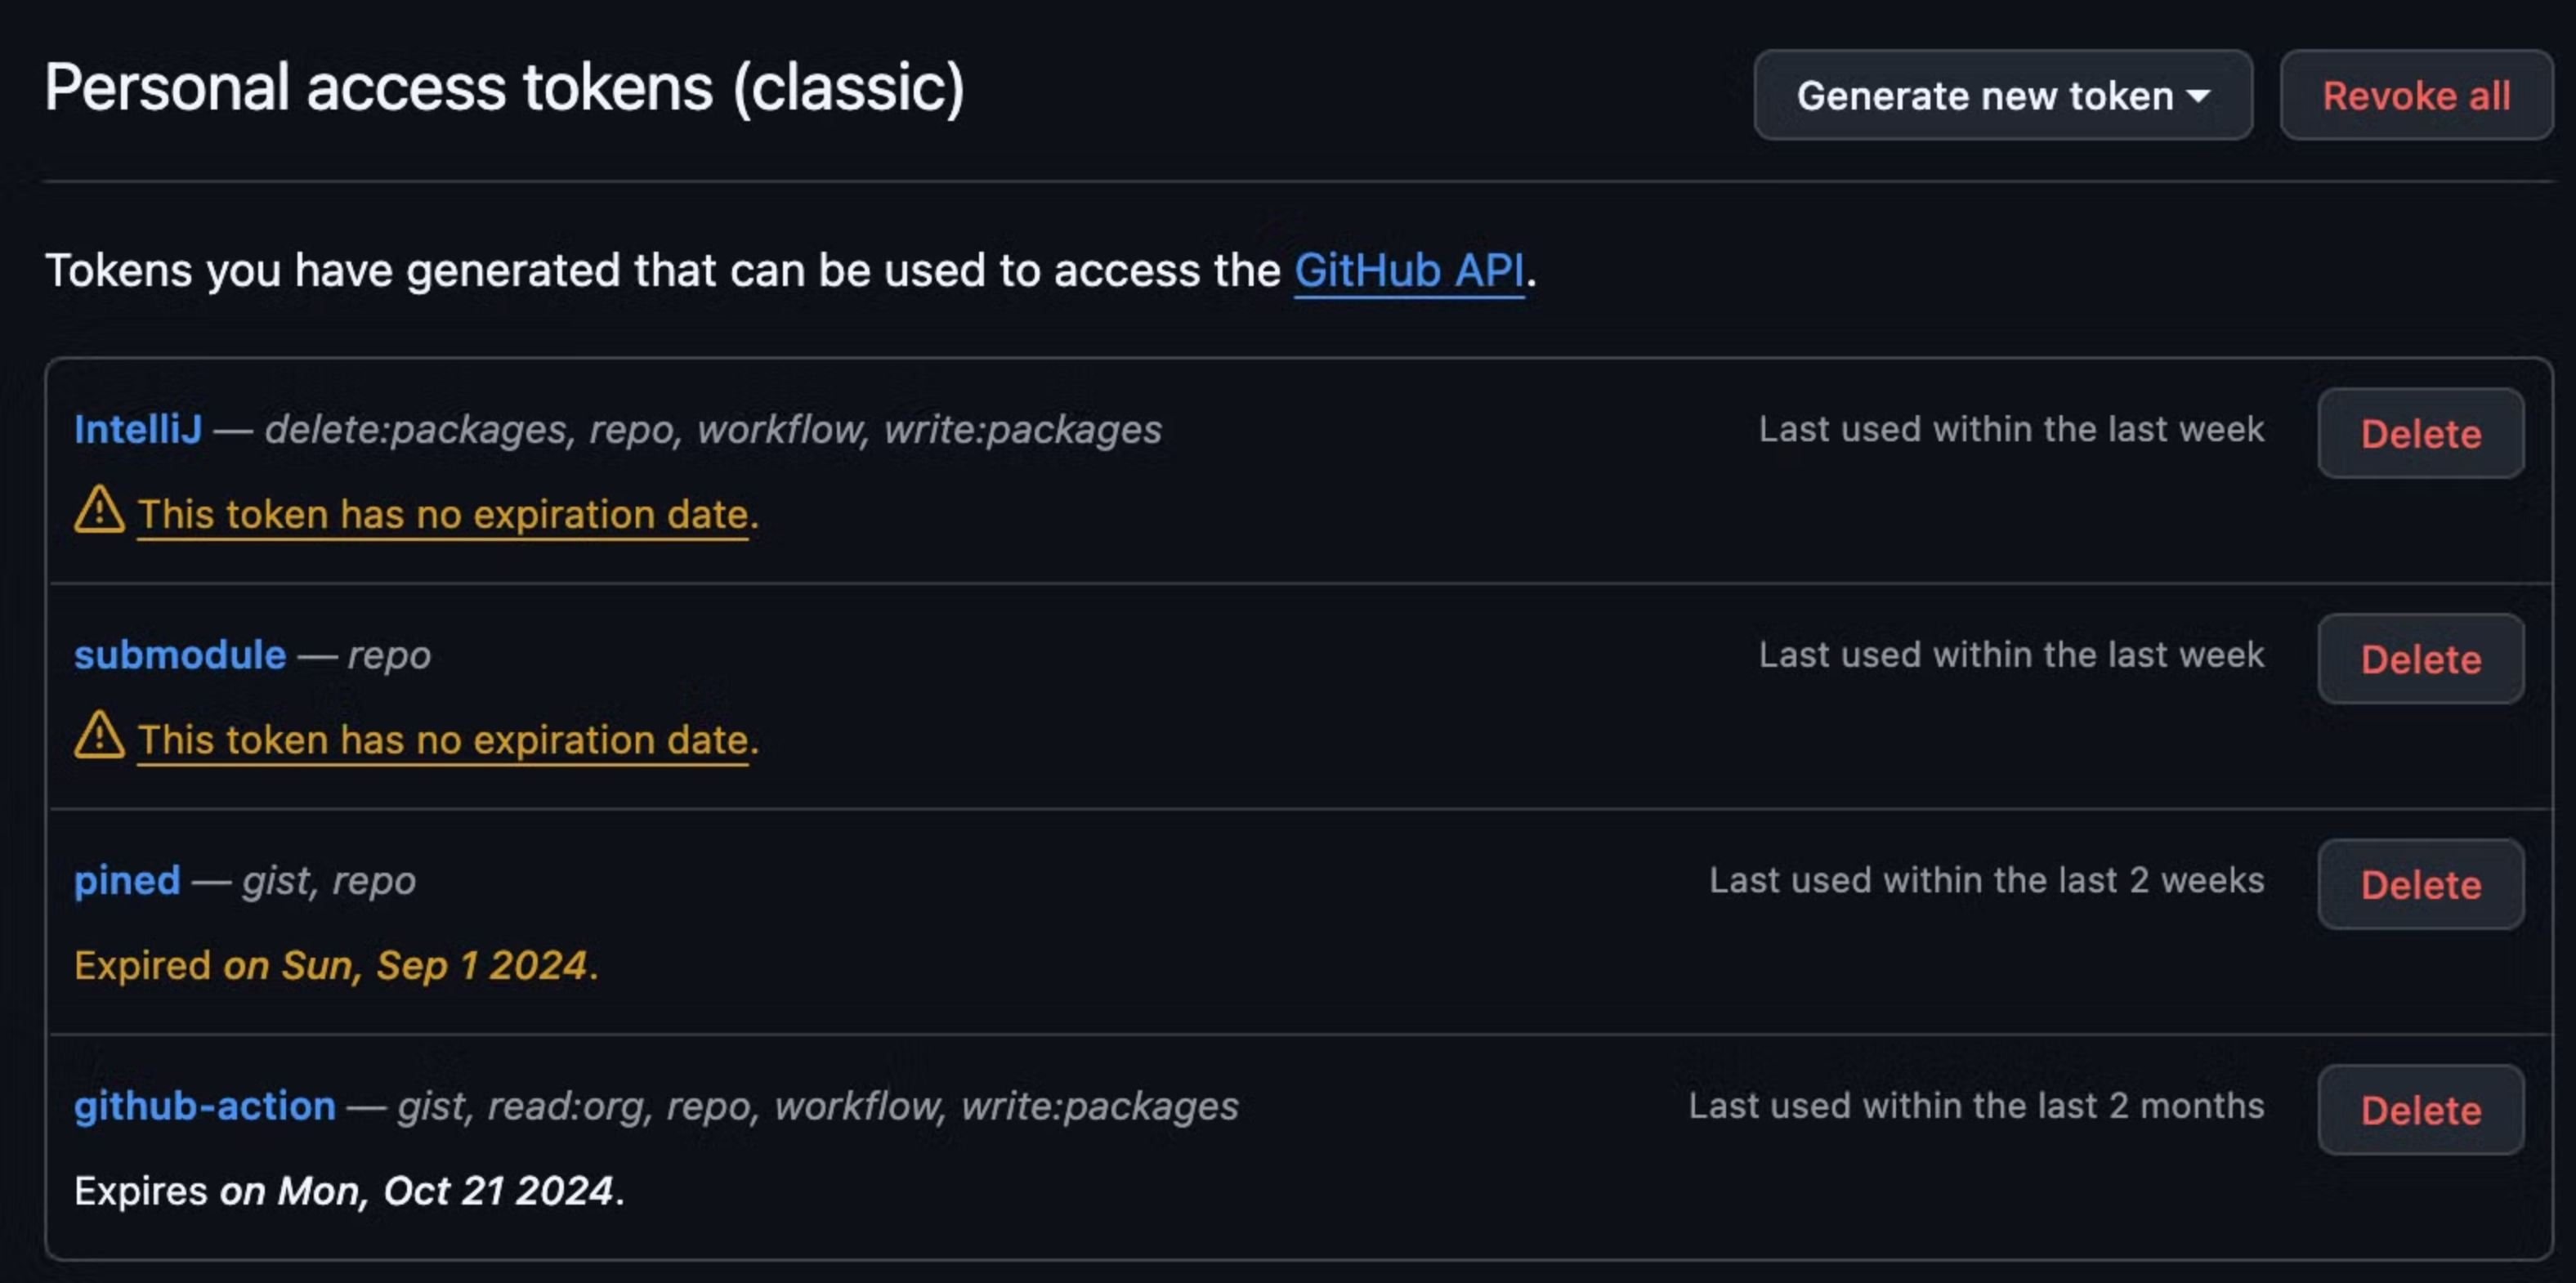 Personal access tokens (classic)
Generate new token
Revoke all
Tokens you have generated that can be used to access the GitHub API.
IntelliJ — delete:packages, repo, workflow, write:packages
Last used within the last week
Delete
This token has no expiration date.
submodule — repo
Last used within the last week
Delete
This token has no expiration date.
pined — gist, repo
Last used within the last 2 weeks
Delete
Expired on Sun, Sep 1 2024.
github-action — gist, read:org, repo, workflow, write:packages
Last used within the last 2 months
Delete
Expires on Mon, Oct 21 2024.